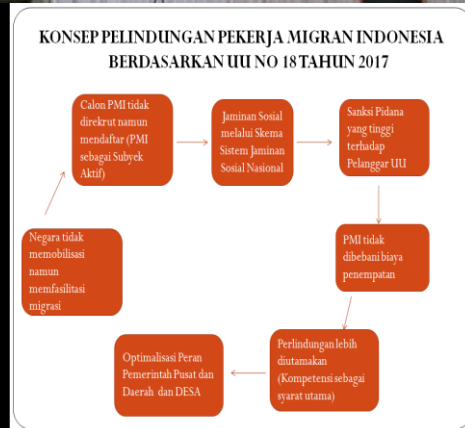 KONSEP PELINDUNGAN PEKERJA MIGRAN INDONESIA
BERDASARKAN UU NO 18 TAHUN 2017
Negara tidak
memobilisasi
namun
memfasilitasi
migrasi
Calon PMI tidak
direkrut namun
mendaftar (PMI
sebagai Subyek
Aktif)
Jaminan Sosial
melalui Skema
Sistem Jaminan
Sosial Nasional
Sanksi Pidana
yang tinggi
terhadap
Pelanggar UU
PMI tidak
dibebani biaya
penempatan
Perlindungan lebih
diutamakan
(Kompetensi sebagai
syarat utama)
Optimalisasi Peran
Pemerintah Pusat dan
Daerah dan DESA